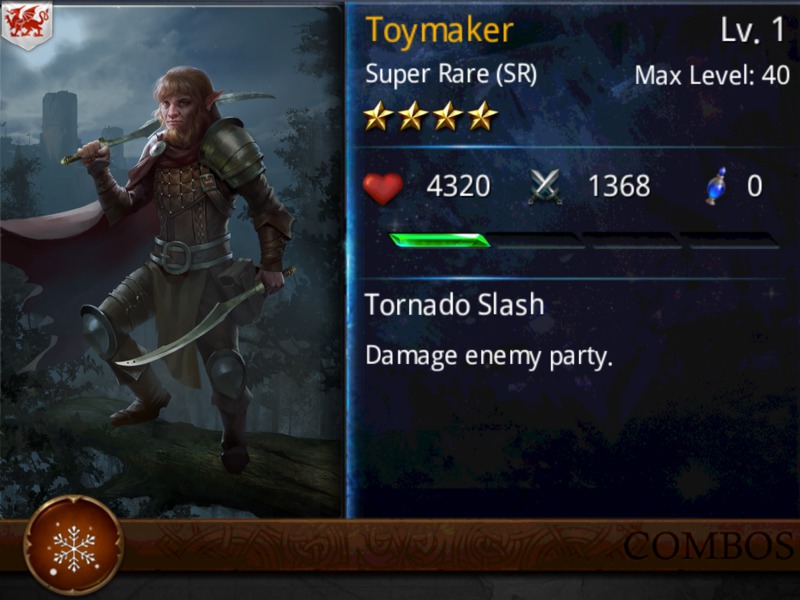 Toymaker
Lv. 1
Super Rare (SR)
Max Level: 40
4320
1368
0
Tornado Slash
Damage enemy party.
COMBOS